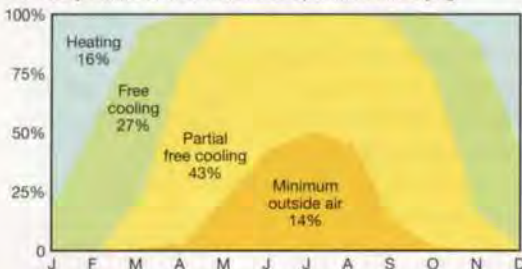 100%
75%
50%
25%
0
Heating
16%
Free
cooling
27%
Partial
free cooling
43%
Minimum
outside air
14%
J F M A M J J A S O N D